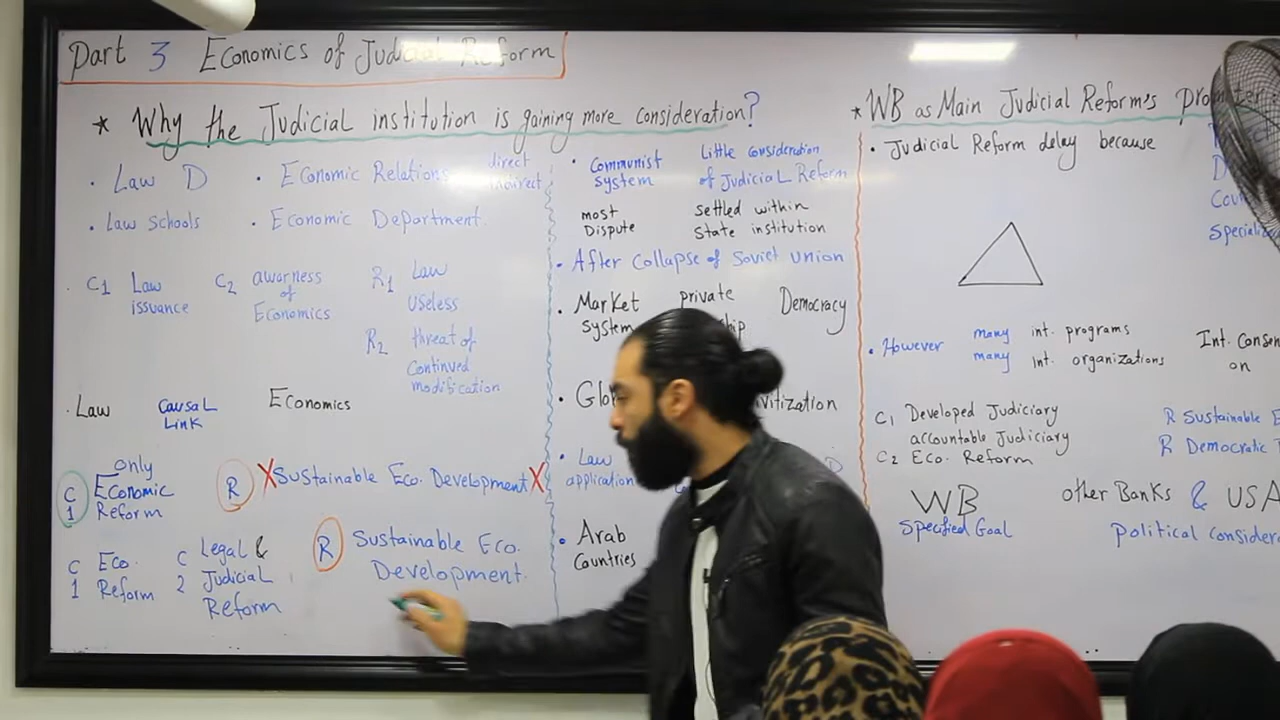 Part 3 Economics of Judicial Reform
* Why the Judicial institution is gaining more consideration?
· Law D · Economic Relations direct
indirect
· Law Schools · Economic Department.
· C1 Law issuance C2 awarness of Economics R1 Law useless
R2 threat of continued modification
· Law Causal Link Economics
C1 only Economic Reform R X Sustainable Eco. Development X
C1 Eco. Reform C2 Legal & Judicial Reform R Sustainable Eco. Development.
· Communist system Little consideration of Judicial Reform
most Dispute settled within State institution
· After Collapse of Soviet Union
· Market system private Democracy
· Law application
· Arab Countries
* WB as Main Judicial Reform's
· Judicial Reform delay because
· However many int. programs
many int. organizations
Int. on
C1 Developed Judiciary
accountable Judiciary
C2 Eco. Reform
R Sustainable
R Democratic
WB other Banks & USA
Specified Goal Political